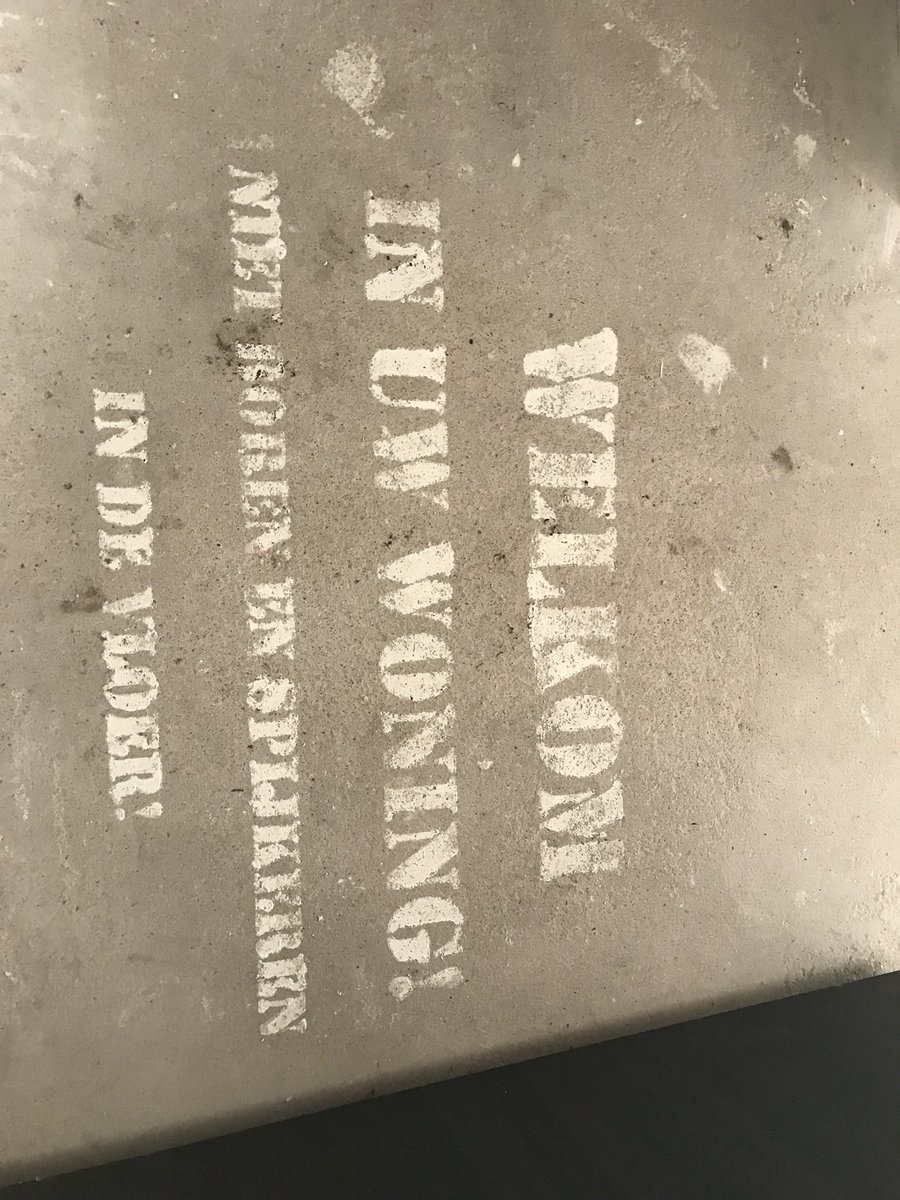 WELKOM
IN UW WONING!
NIET BOREN EN SPIJKEREN
IN DE VLOER!